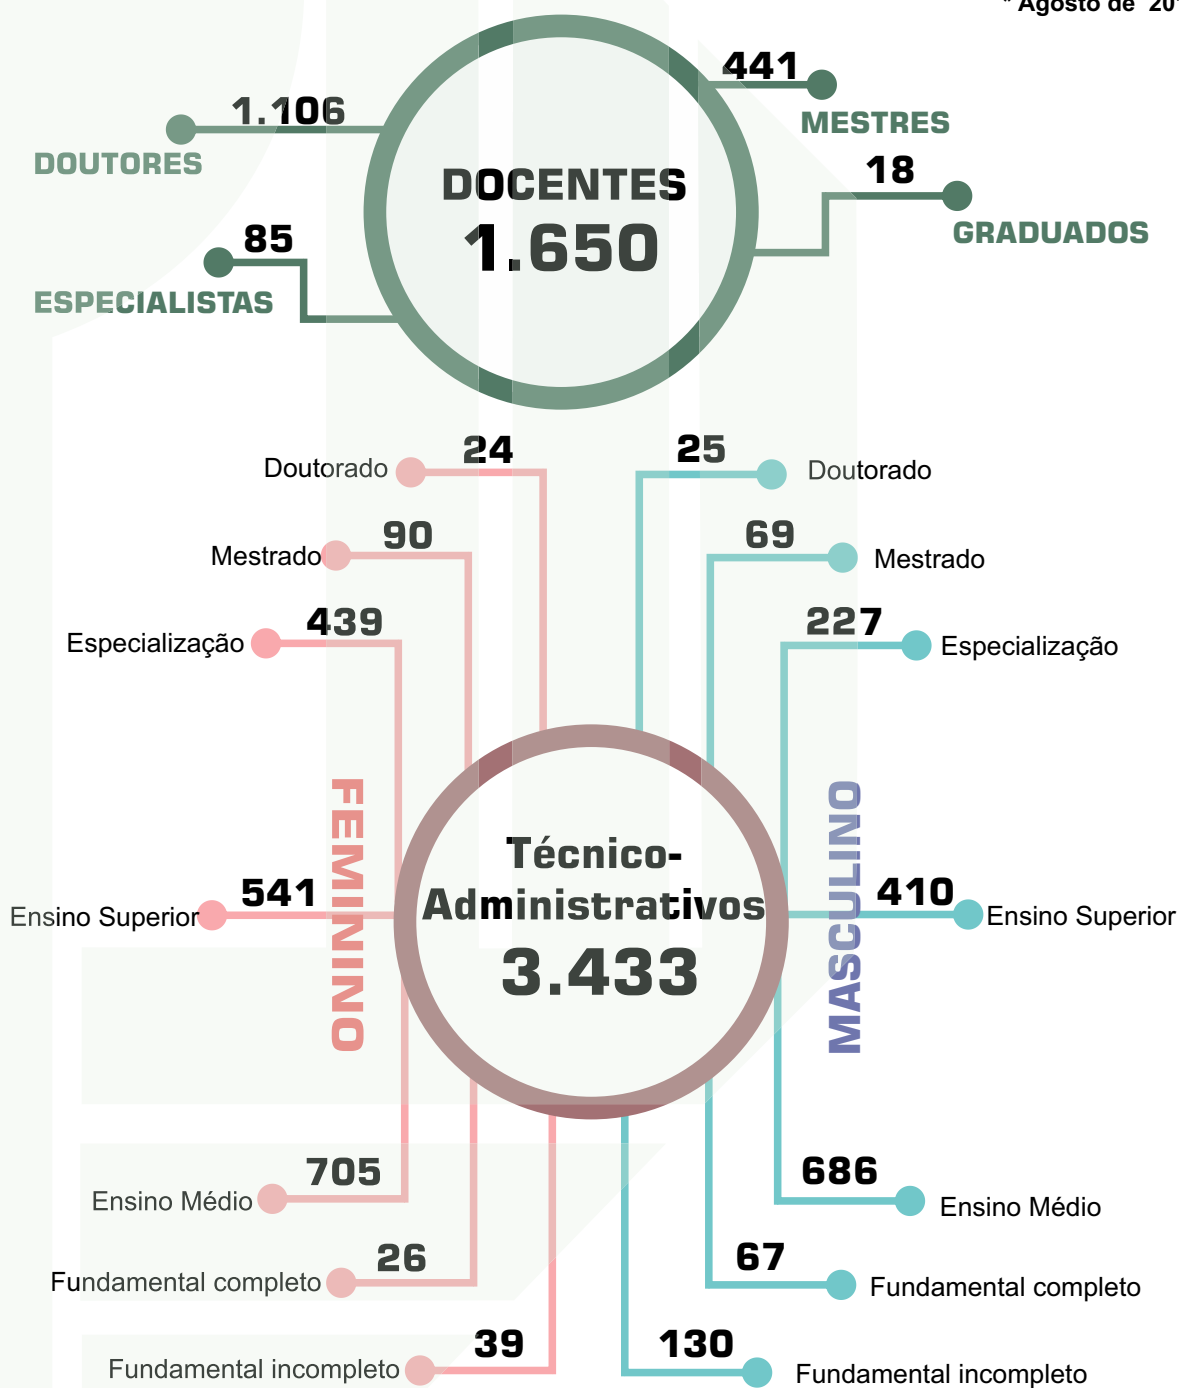 * Agosto de
441
1.106
MESTRES
DOUTORES
18
DOCENTES
1.650
GRADUADOS
85
ESPECIALISTAS
24
25
Doutorado
Doutorado
90
69
Mestrado
Mestrado
439
227
Especialização
Especialização
FEMININO
MASCULINO
Técnico-
Administrativos
3.433
541
410
Ensino Superior
Ensino Superior
705
686
Ensino Médio
Ensino Médio
26
67
Fundamental completo
Fundamental completo
39
130
Fundamental incompleto
Fundamental incompleto